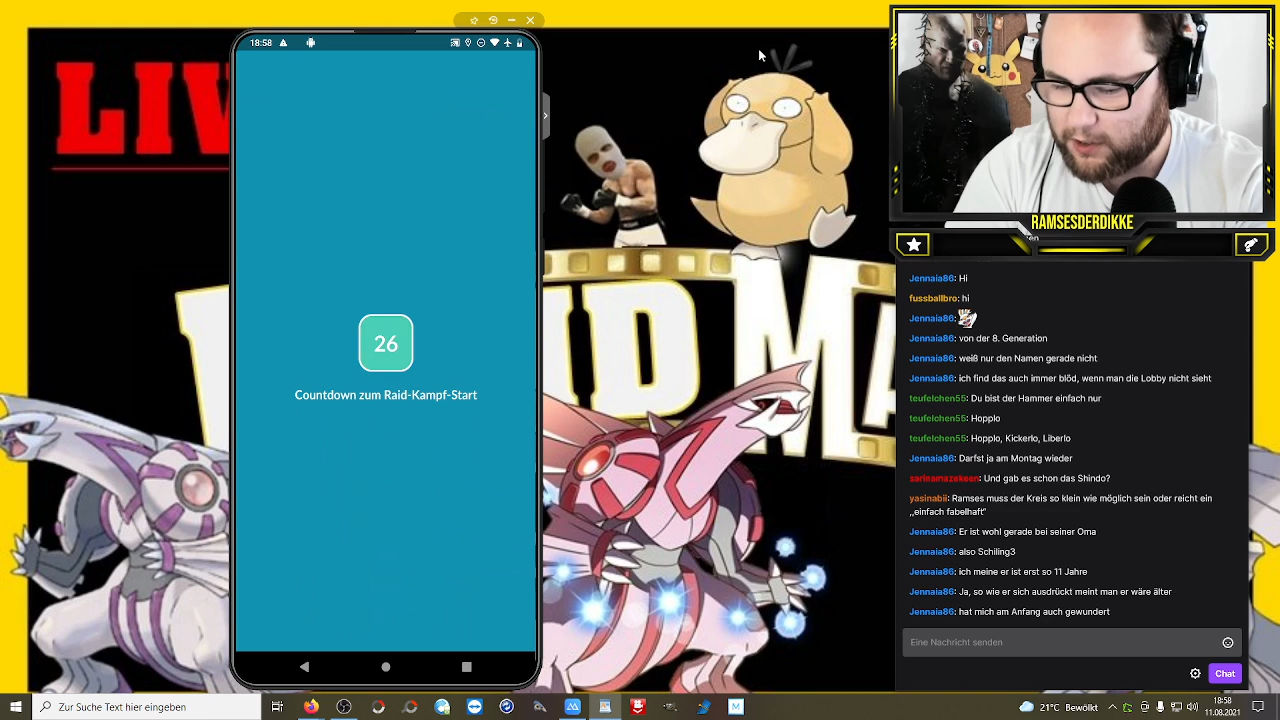 18:58
LIV
26
Countdown zum Raid-Kampf-Start
RAMSESDERDIKKE
Jennaia86: Hi
fussballbro: hi
Jennaia86:
Jennaia86: von der 8. Generation
Jennaia86: weiß nur den Namen gerade nicht
Jennaia86: ich find das auch immer blöd, wenn man die Lobby nicht sieht
teufelchen55: Du bist der Hammer einfach nur
teufelchen55: Hopplo
teufelchen55: Hopplo, Kickerlo, Liberlo
Jennaia86: Darfst ja am Montag wieder
sarinamazekeen: Und gab es schon das Shindo?
yasinabii: Ramses muss der Kreis so klein wie möglich sein oder reicht ein
,,einfach fabelhaft“
Jennaia86: Er ist wohl gerade bei seiner Oma
Jennaia86: also Schiling3
Jennaia86: ich meine er ist erst so 11 Jahre
Jennaia86: Ja, so wie er sich ausdrückt meint man er wäre älter
Jennaia86: hat mich am Anfang auch gewundert
Eine Nachricht senden
Chat
Zur Suche Text hier eingeben
18:58
11.08.2021